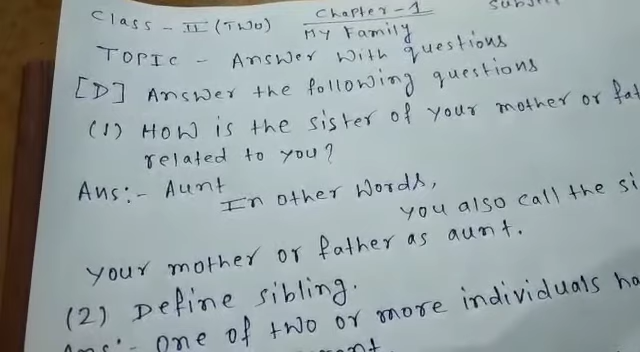 Class - II (Two) Chapter - 1
My Family
TOPIC - Answer with questions
[D] Answer the following questions
(1) How is the sister of your mother or
related to you?
Ans:- Aunt
In other words,
you also call the
your mother or father as aunt.
(2) Define sibling.
Ans:- One of two or more individuals